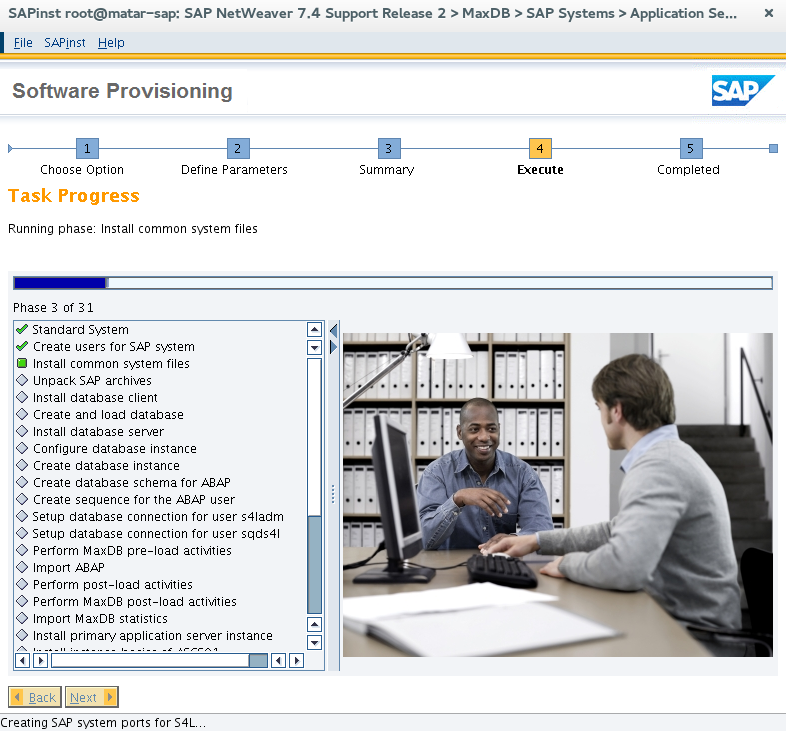 SAPinst root@matar-sap: SAP NetWeaver 7.4 Support Release 2 > MaxDB > SAP Systems > Application Se...
File SAPinst Help
Software Provisioning
SAP
1 2 3 4 5
Choose Option Define Parameters Summary Execute Completed
Task Progress
Running phase: Install common system files
Phase 3 of 31
Standard System
Create users for SAP system
Install common system files
Unpack SAP archives
Install database client
Create and load database
Install database server
Configure database instance
Create database instance
Create database schema for ABAP
Create sequence for the ABAP user
Setup database connection for user s4ladm
Setup database connection for user sqds4l
Perform MaxDB pre-load activities
Import ABAP
Perform post-load activities
Perform MaxDB post-load activities
Import MaxDB statistics
Install primary application server instance
Install instance basics of ASCS01
Back Next
Creating SAP system ports for S4L...